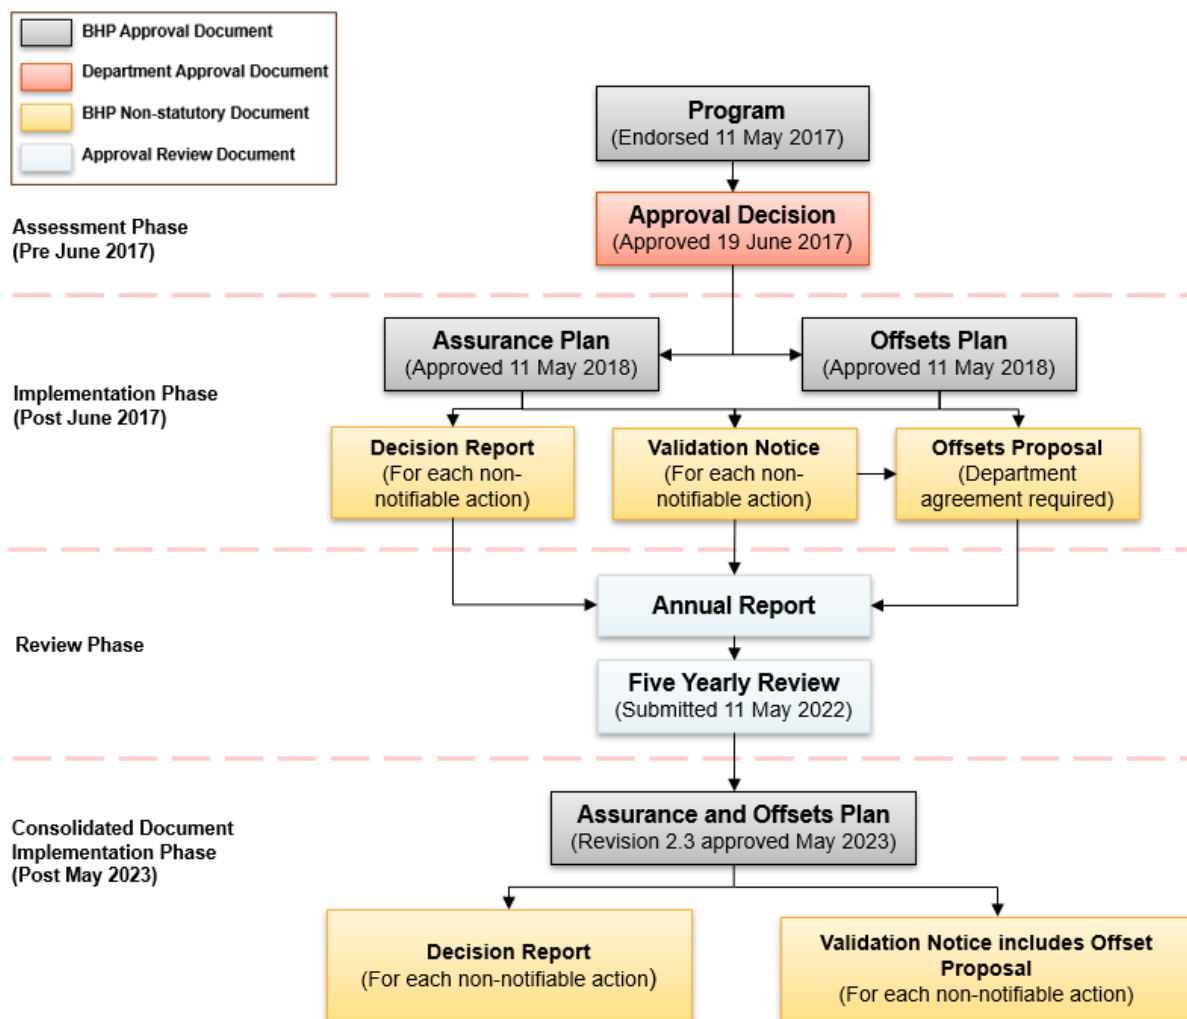 BHP Approval Document
Department Approval Document
BHP Non-statutory Document
Approval Review Document
Program
(Endorsed 11 May 2017)
Assessment Phase
(Pre June 2017)
Approval Decision
(Approved 19 June 2017)
Implementation Phase
(Post June 2017)
Assurance Plan
(Approved 11 May 2018)
Offsets Plan
(Approved 11 May 2018)
Decision Report
(For each non-
notifiable action)
Validation Notice
(For each non-
notifiable action)
Offsets Proposal
(Department
agreement required)
Review Phase
Annual Report
Five Yearly Review
(Submitted 11 May 2022)
Consolidated Document
Implementation Phase
(Post May 2023)
Assurance and Offsets Plan
(Revision 2.3 approved May 2023)
Decision Report
(For each non-notifiable action)
Validation Notice includes Offset
Proposal
(For each non-notifiable action)